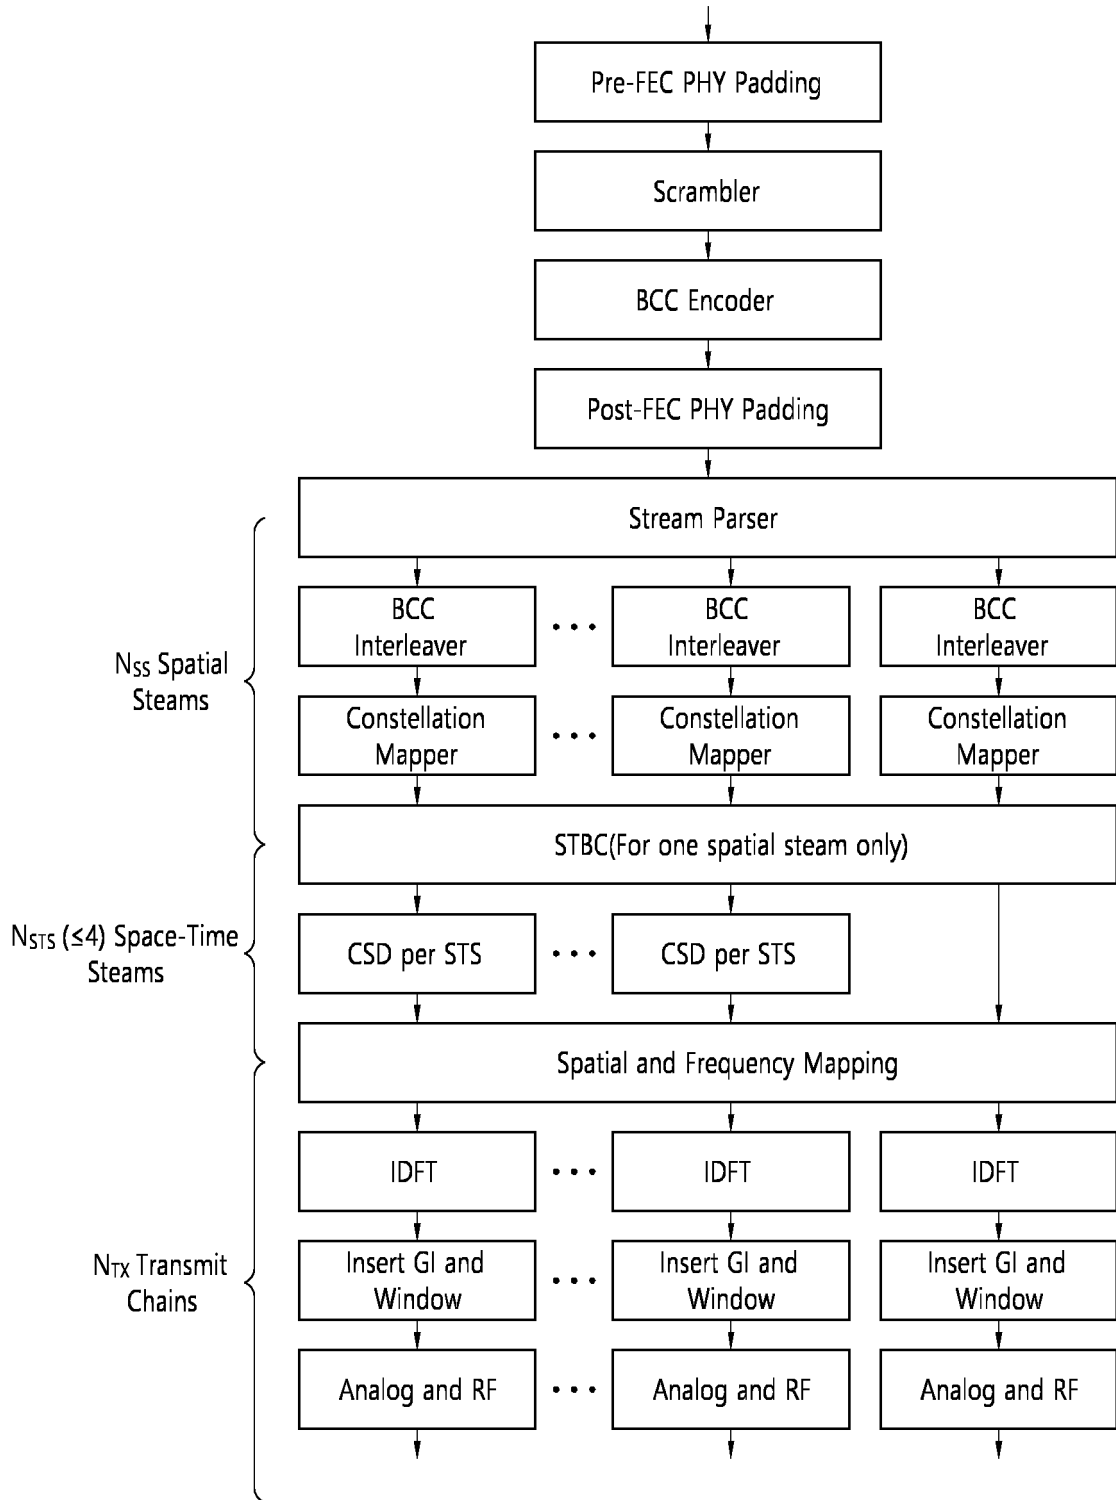 Pre-FEC PHY Padding
Scrambler
BCC Encoder
Post-FEC PHY Padding
Stream Parser
BCC
Interleaver
BCC
Interleaver
BCC
Interleaver
NSS Spatial
Steams
Constellation
Mapper
Constellation
Mapper
Constellation
Mapper
STBC(For one spatial steam only)
NSTS (≤4) Space-Time
Steams
CSD per STS
CSD per STS
Spatial and Frequency Mapping
IDFT
IDFT
IDFT
NTX Transmit
Chains
Insert GI and
Window
Insert GI and
Window
Insert GI and
Window
Analog and RF
Analog and RF
Analog and RF